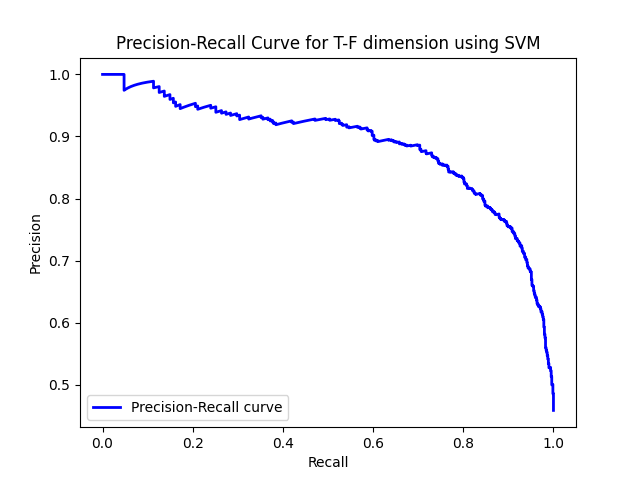 Precision-Recall Curve for T-F dimension using SVM
1.0
0.9
0.8
0.7
0.6
0.5
Precision
Precision-Recall curve
0.0 0.2 0.4 0.6 0.8 1.0
Recall